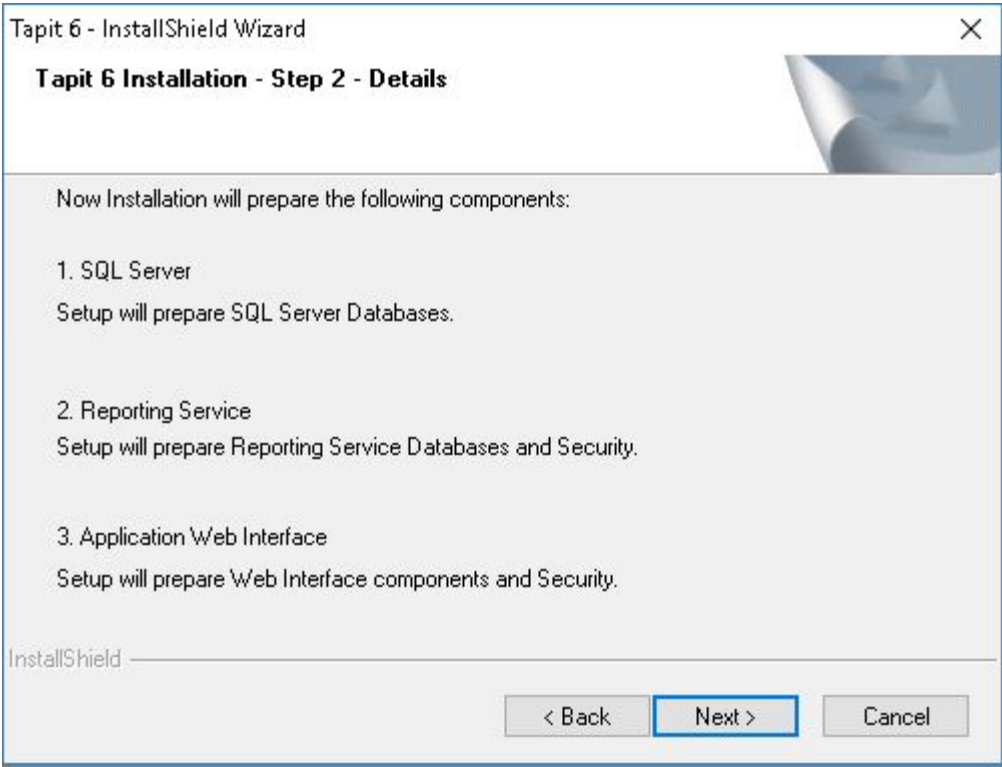 Tapit 6 - InstallShield Wizard
Tapit 6 Installation - Step 2 - Details
Now Installation will prepare the following components:
1. SQL Server
Setup will prepare SQL Server Databases.
2. Reporting Service
Setup will prepare Reporting Service Databases and Security.
3. Application Web Interface
Setup will prepare Web Interface components and Security.
InstallShield
< Back
Next >
Cancel